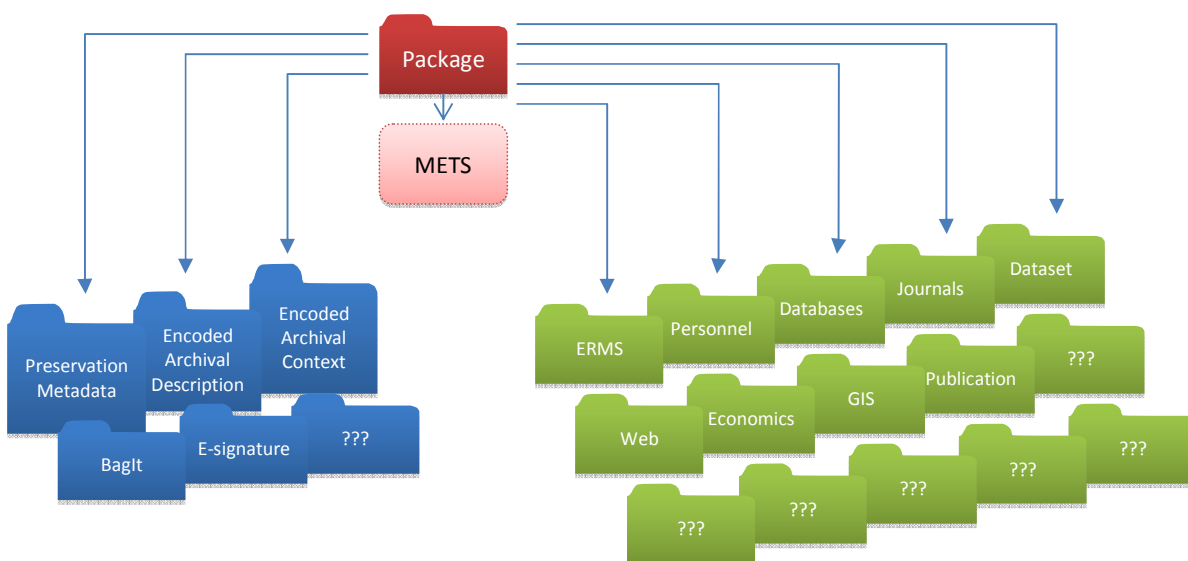 Package
METS
Preservation
Metadata
Encoded
Archival
Description
Encoded
Archival
Context
BagIt
E-signature
???
ERMS
Personnel
Databases
Journals
Dataset
Web
Economics
GIS
Publication
???
???
???
???
???
???